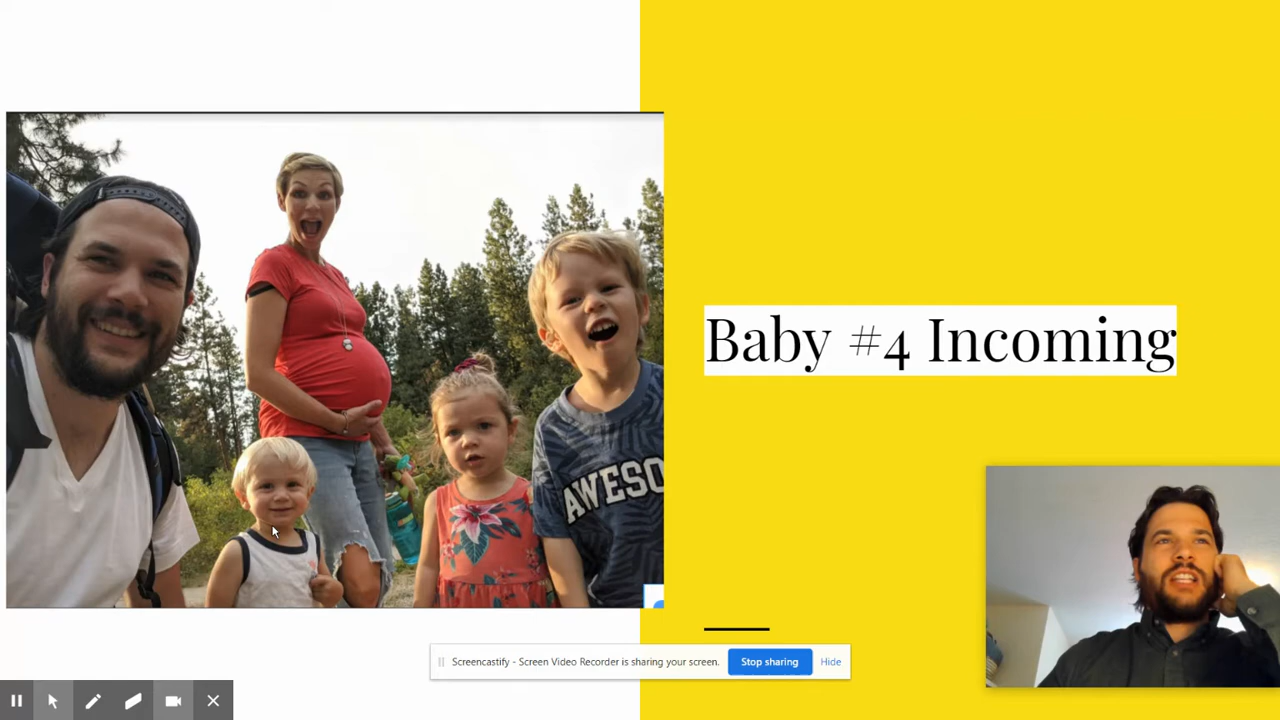 Baby #4 Incoming
AWESO
Screencastify - Screen Video Recorder is sharing your screen.
Stop sharing
Hide